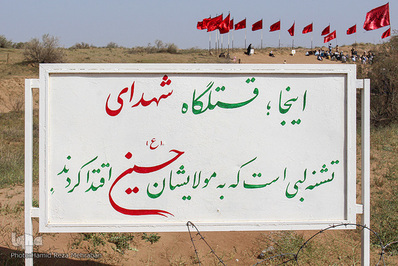 اینجا؛ قتلگاه شهدای
تشنه لبی است که به مولایشان حسین (ع) اقتدا کردند.